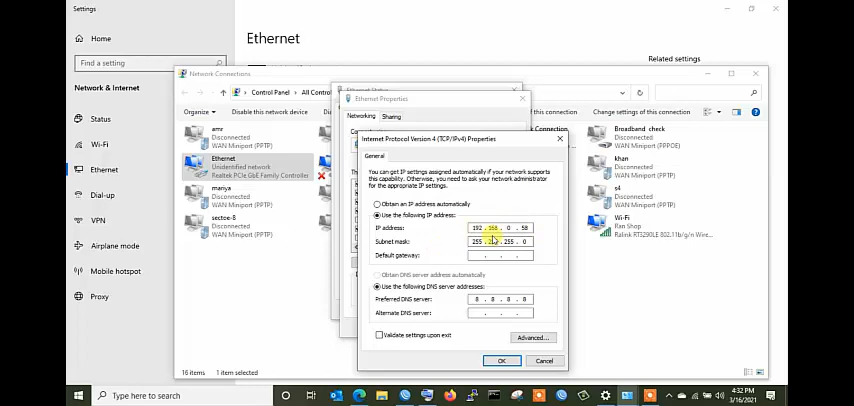 Settings
Home
Find a setting
Network & Internet
Status
Wi-Fi
Ethernet
Dial-up
VPN
Airplane mode
Mobile hotspot
Proxy
Ethernet
Related settings
Network Connections
Control Panel
All Contro
Organize
Disable this network device
of this connection
Change settings of this connection
amr
Disconnected
WAN Miniport (PPTP)
Ethernet
Unidentified network
Realtek PCIe GbE Family Controller
mariya
Disconnected
WAN Miniport (PPTP)
sectoe-8
Disconnected
WAN Miniport (PPTP)
Broadband check
Disconnected
WAN Miniport (PPPOE)
khan
Disconnected
WAN Miniport (PPTP)
s4
Disconnected
WAN Miniport (PPTP)
Wi-Fi
Ran Shop
Ralink RT3290LE 802.11b/g/n Wire...
Ethernet Status
Ethernet Properties
Networking
Sharing
Internet Protocol Version 4 (TCP/IPv4) Properties
General
You can get IP settings assigned automatically if your network supports
this capability. Otherwise, you need to ask your network administrator
for the appropriate IP settings.
Obtain an IP address automatically
Use the following IP address:
IP address: 192 . 168 . 0 . 58
Subnet mask: 255 . 255 . 255 . 0
Default gateway: . . .
Obtain DNS server address automatically
Use the following DNS server addresses:
Preferred DNS server: 8 . 8 . 8 . 8
Alternate DNS server: . . .
Validate settings upon exit
Advanced...
OK
Cancel
16 items
1 item selected
Type here to search
4:32 PM
3/16/2021